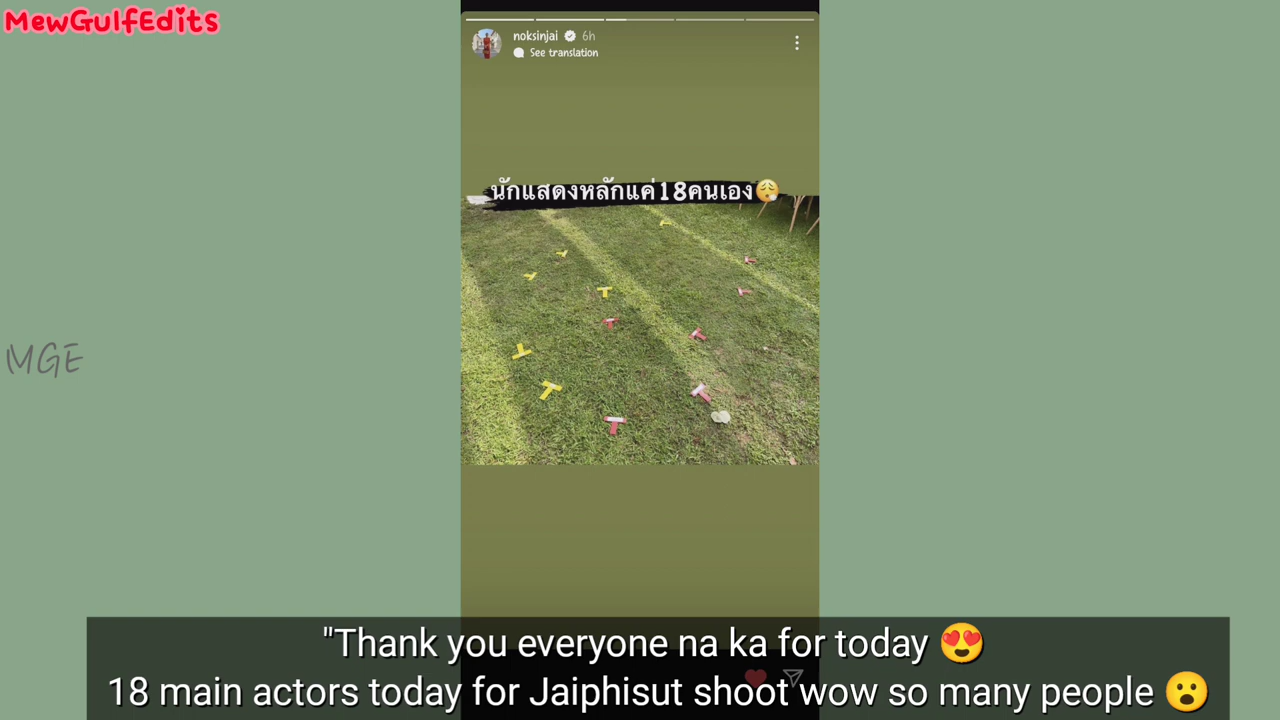 MewGulfEdits
noksinjai 6h
See translation
นักแสดงหลักแค่18คนเอง😮‍💨
MGE
"Thank you everyone na ka for today 😍
18 main actors today for Jaiphisut shoot wow so many people 😮